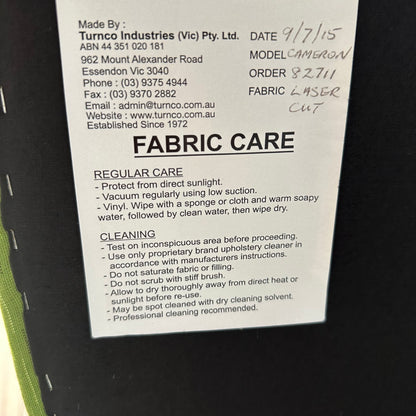 Manufactured by
Turnco Industries (Vic) Pty. Ltd.
ABN 44 351 020 181
962 Mount Alexander Road
Essendon Vic 3040
Phone : (03) 9375 4944
Fax : (03) 9370 2882
Email : admin@turnco.com.au
Website : www.turnco.com.au
Established Since 1972
DATE 9/7/15
MODEL CAMERON
ORDER 82711
FABRIC LASER
CUT
FABRIC CARE
REGULAR CARE
- Protect from direct sunlight.
- Vacuum regularly using low suction.
- Vinyl. Wipe with a sponge or cloth and warm soapy
water, followed by clean water, then wipe dry.
CLEANING
- Test on inconspicuous area before proceeding.
- Use only proprietary brand upholstery cleaner in
accordance with manufacturers instructions.
- Do not saturate fabric or filling.
- Do not scrub with stiff brush.
- Allow to dry thoroughly away from direct heat or
sunlight before re-use.
- May be spot cleaned with dry cleaning solvent.
- Professional cleaning recommended.